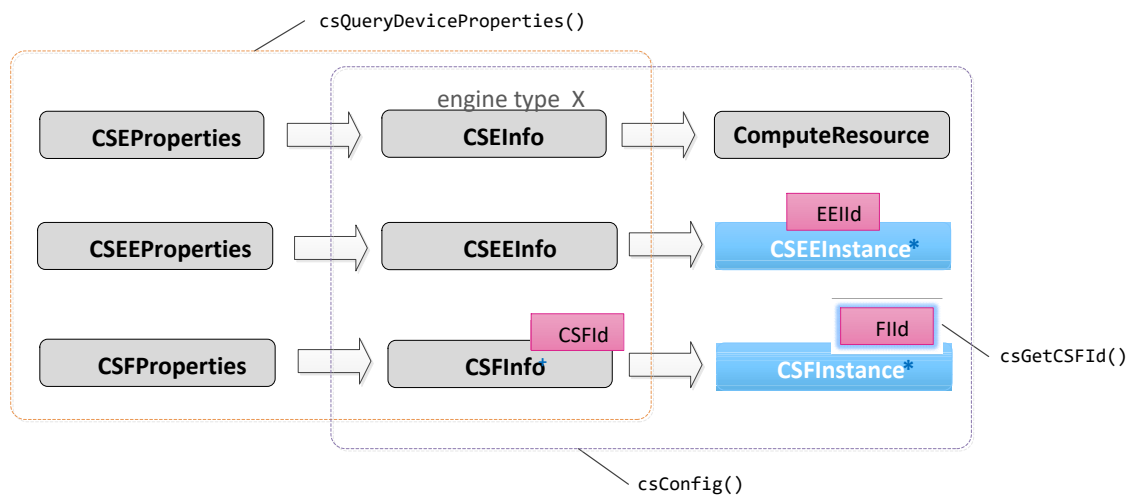 csQueryDeviceProperties()
engine type X
CSEProperties
CSEInfo
ComputeResource
EEIId
CSEEProperties
CSEEInfo
CSEEInstance*
CSFId
FIId
CSFProperties
CSFInfo+
CSFInstance*
csGetCSFId()
csConfig()